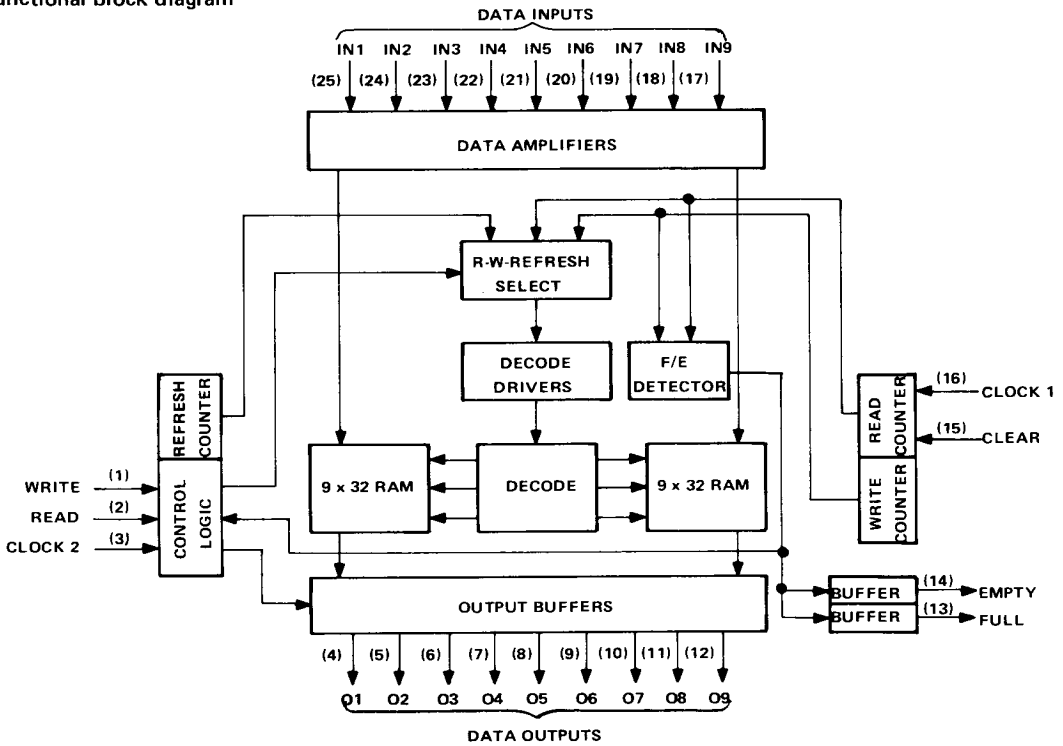 functional block diagram
DATA INPUTS
IN1 IN2 IN3 IN4 IN5 IN6 IN7 IN8 IN9
(25) (24) (23) (22) (21) (20) (19) (18) (17)
DATA AMPLIFIERS
R-W-REFRESH
SELECT
DECODE
DRIVERS
F/E
DETECTOR
REFRESH
COUNTER
READ
COUNTER
(16) CLOCK 1
(15) CLEAR
WRITE
COUNTER
9 x 32 RAM
DECODE
9 x 32 RAM
WRITE (1)
READ (2)
CLOCK 2 (3)
CONTROL
LOGIC
OUTPUT BUFFERS
BUFFER (14) EMPTY
BUFFER (13) FULL
(4) (5) (6) (7) (8) (9) (10) (11) (12)
O1 O2 O3 O4 O5 O6 O7 O8 O9
DATA OUTPUTS